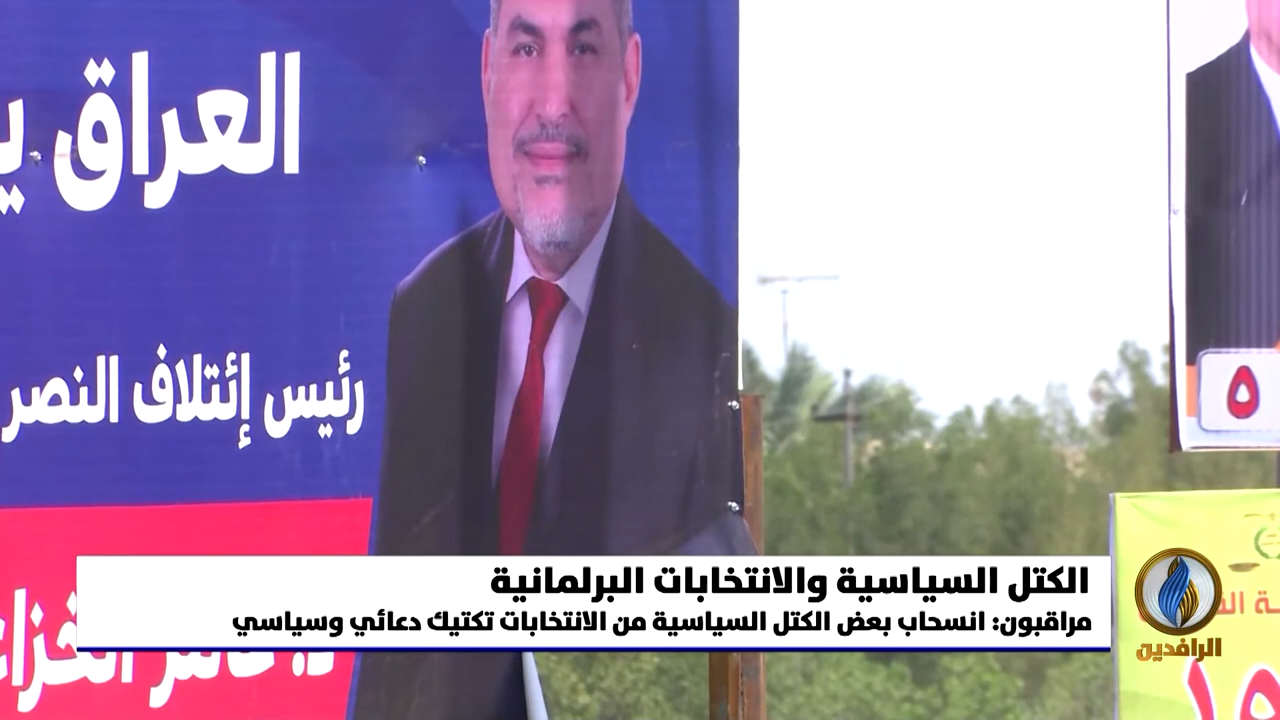 العراق
رئيس إئتلاف النصر
٥
الكتل السياسية والانتخابات البرلمانية
مراقبون: انسحاب بعض الكتل السياسية من الانتخابات تكتيك دعائي وسياسي
الرافدين